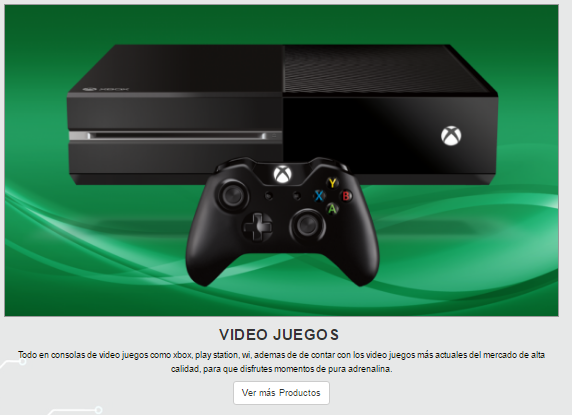 XBOX
Y
X B
A
VIDEO JUEGOS
Todo en consolas de video juegos como xbox, play station, wi, ademas de de contar con los video juegos más actuales del mercado de alta
calidad, para que disfrutes momentos de pura adrenalina.
Ver más Productos